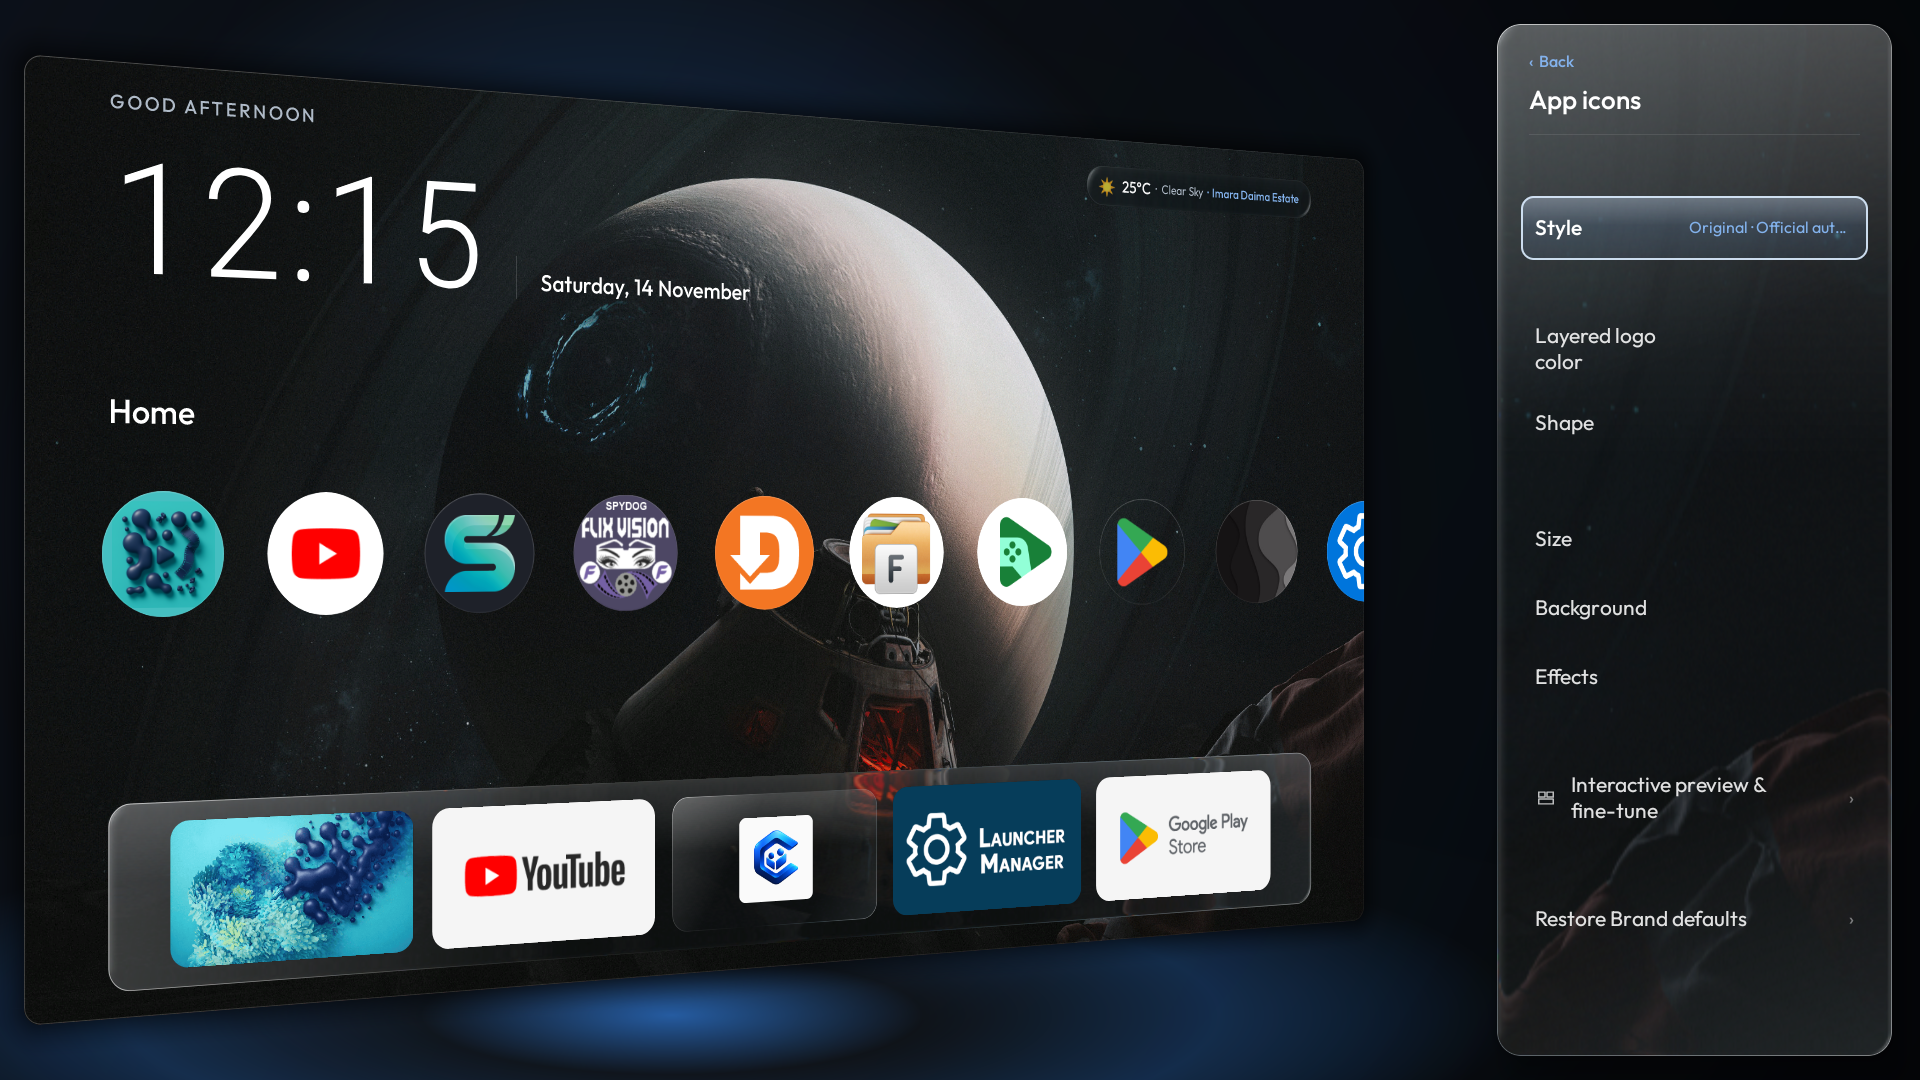 GOOD AFTERNOON
12:15
Saturday, 14 November
25°C · Clear Sky · Imara Daima Estate
Home
SPYDOG
FLIX VISION
F F
F
YouTube
LAUNCHER
MANAGER
Google Play
Store
‹ Back
App icons
Style Original · Official aut...
Layered logo
color
Shape
Size
Background
Effects
Interactive preview &
fine-tune ›
Restore Brand defaults ›